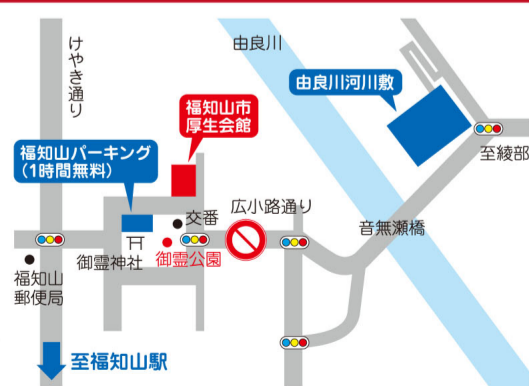 けやき通り
由良川
由良川河川敷
福知山市
厚生会館
福知山パーキング
(1時間無料)
至綾部
広小路通り
交番
音無瀬橋
御霊神社
御霊公園
福知山
郵便局
至福知山駅